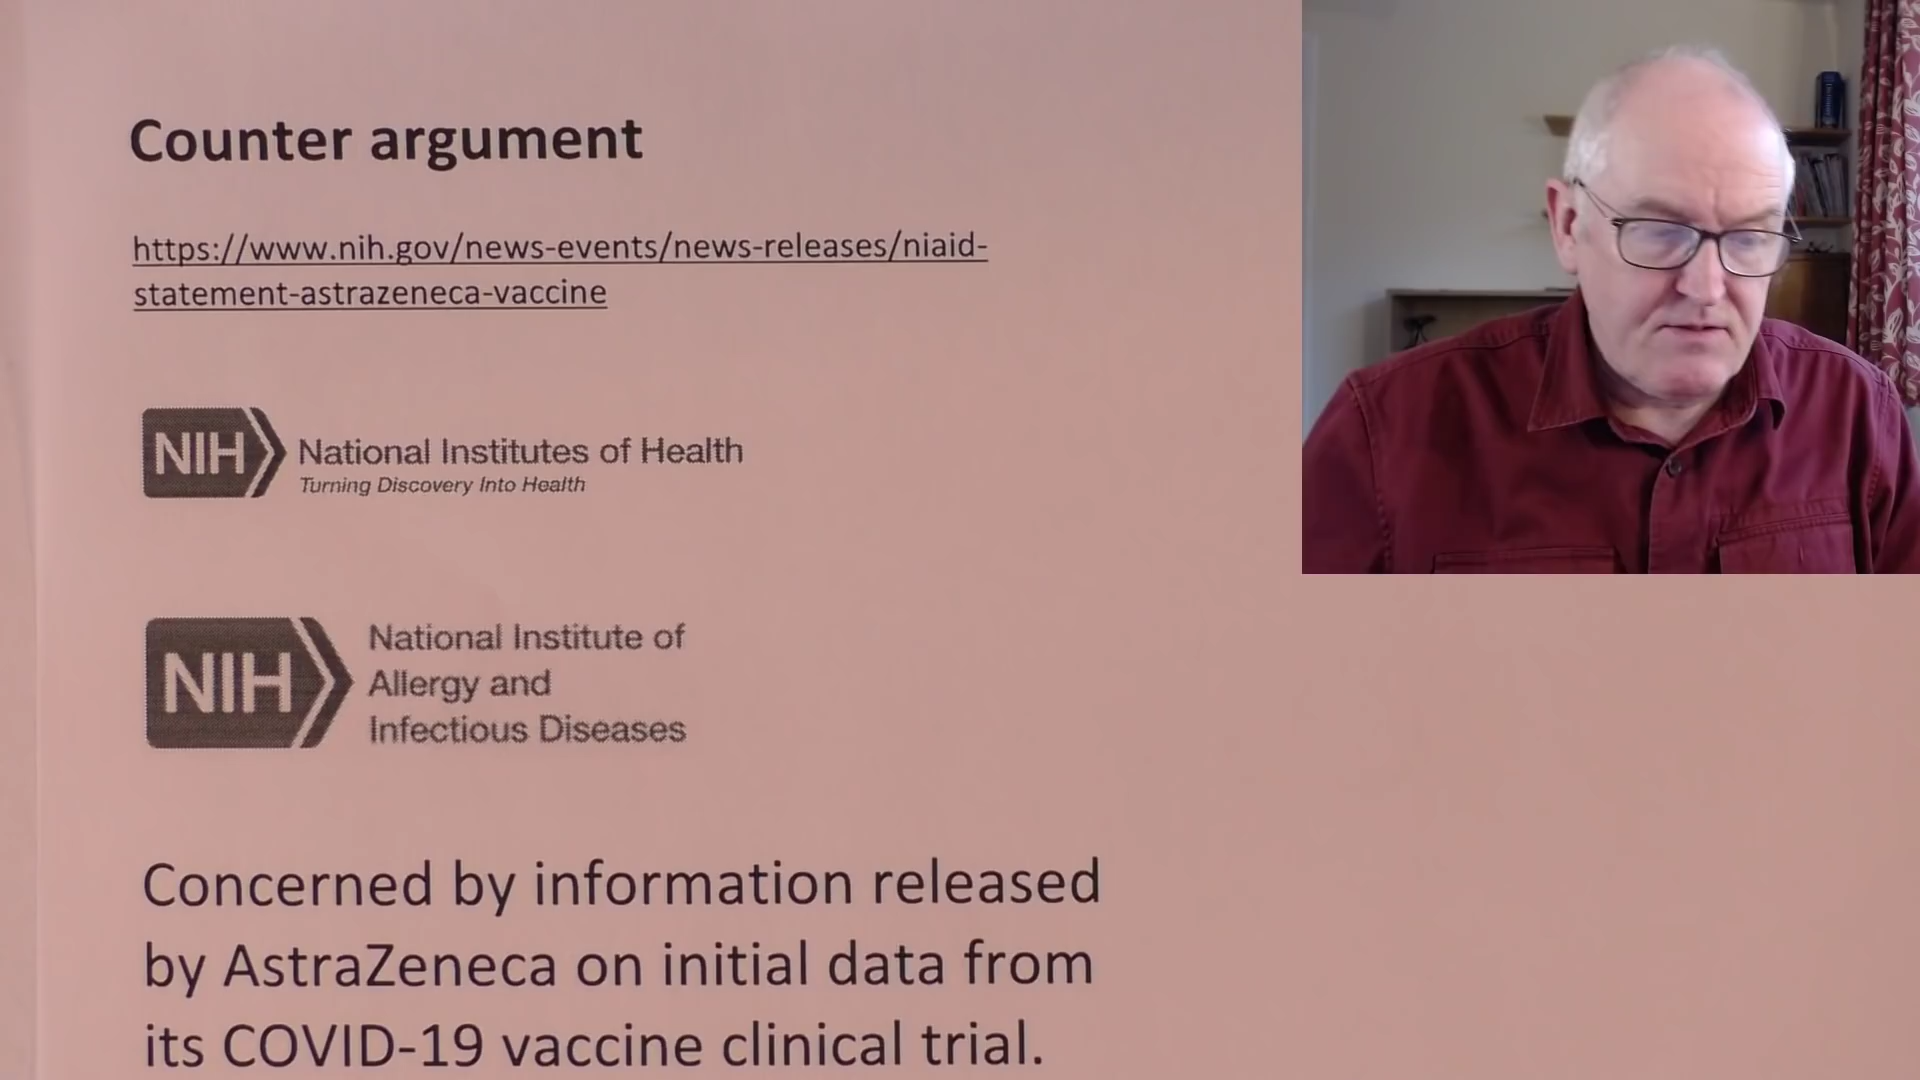 Counter argument
https://www.nih.gov/news-events/news-releases/niaid-
statement-astrazeneca-vaccine
NIH National Institutes of Health
Turning Discovery Into Health
NIH National Institute of
Allergy and
Infectious Diseases
Concerned by information released
by AstraZeneca on initial data from
its COVID-19 vaccine clinical trial.